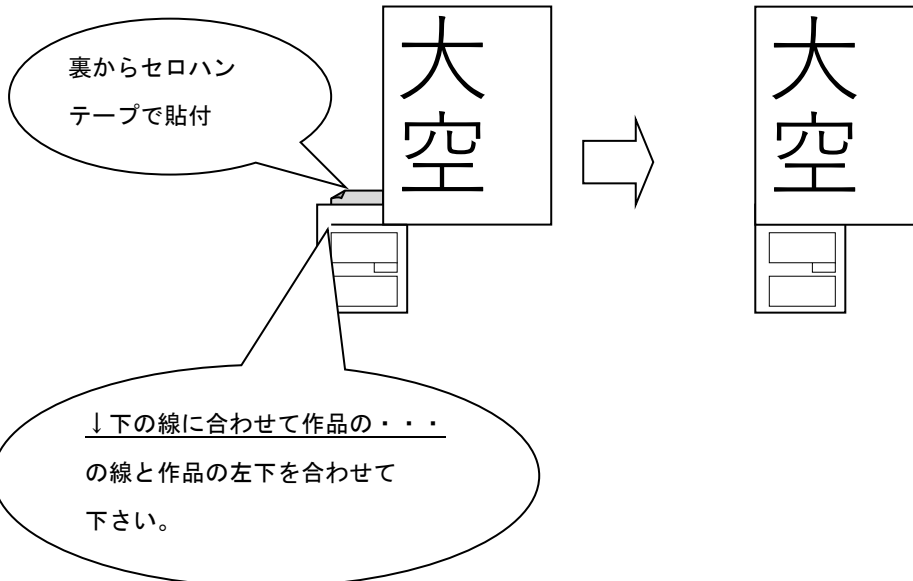 裏からセロハン
テープで貼付
大
空
大
空
↓下の線に合わせて作品の・・・
の線と作品の左下を合わせて
下さい。